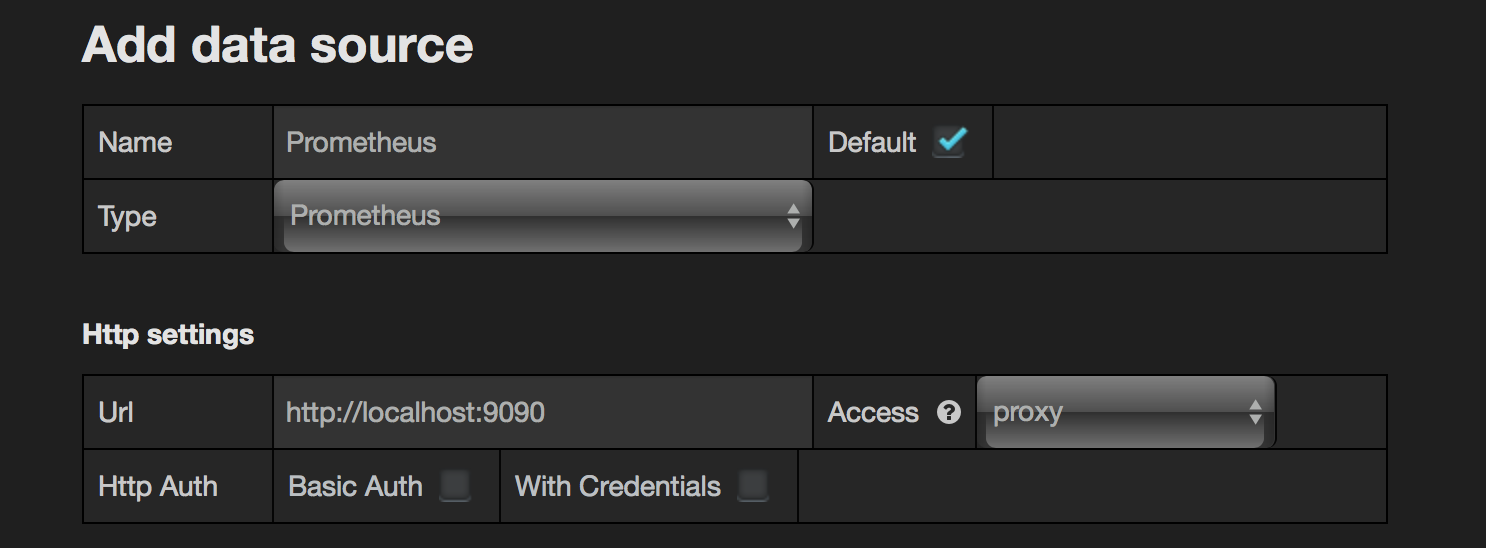 Add data source
Name Prometheus Default
Type Prometheus
Http settings
Url http://localhost:9090 Access ? proxy
Http Auth Basic Auth With Credentials